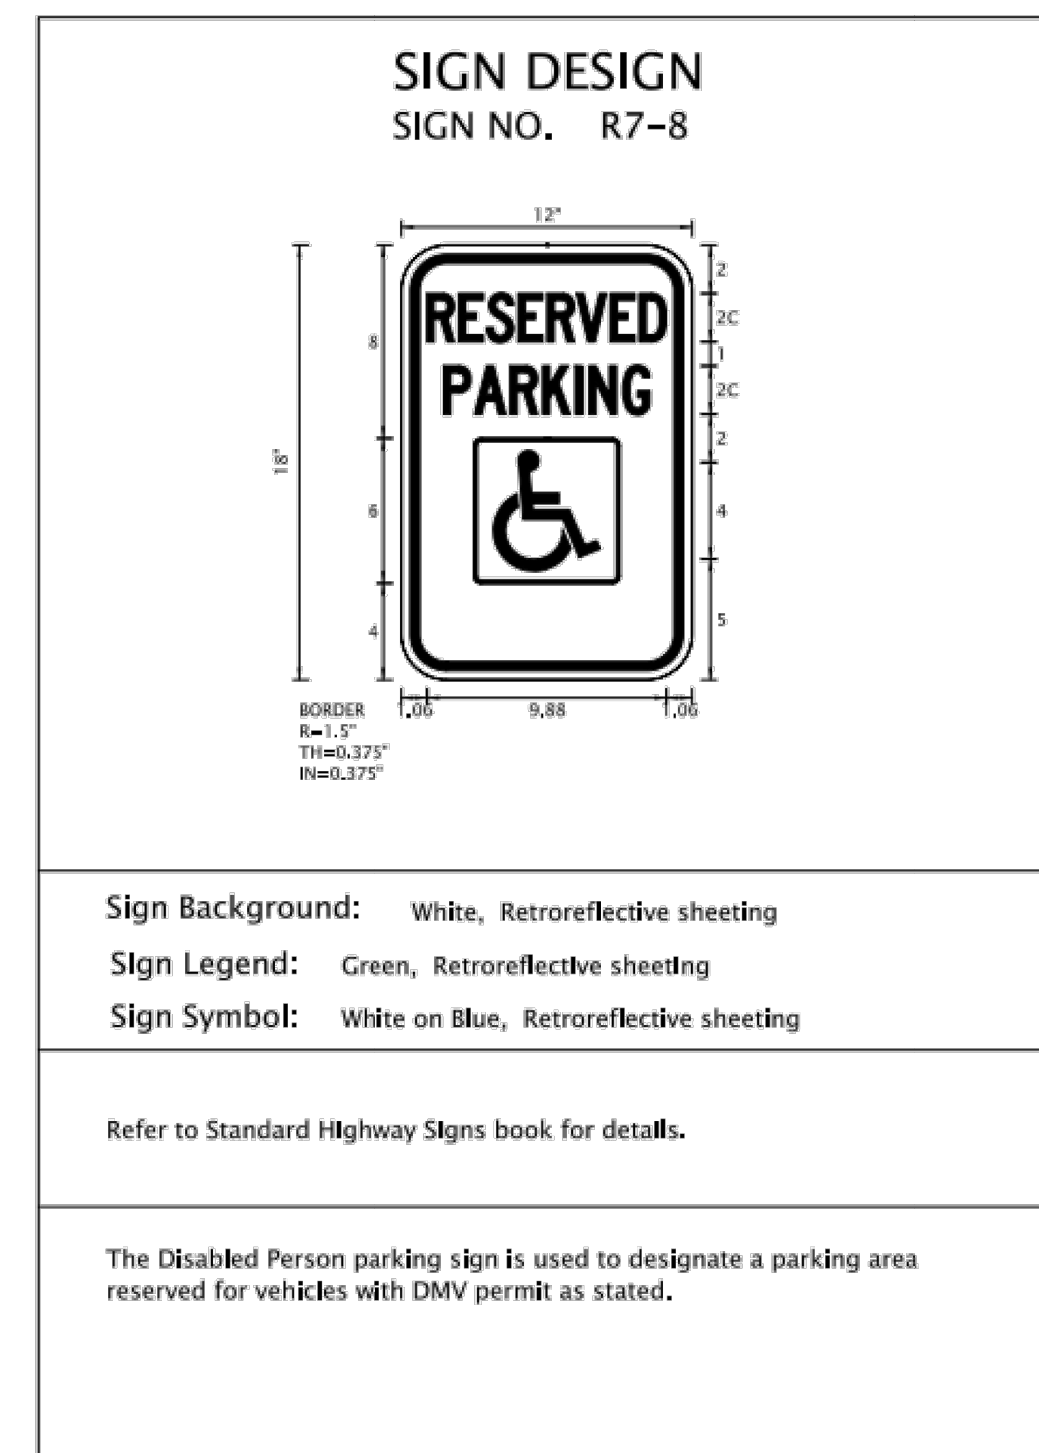 SIGN DESIGN
SIGN NO. R7-8
12"
2
2C
1
2C
2
4
5
8
6
4
18"
RESERVED
PARKING
1.06 9.88 1.06
BORDER
R=1.5"
TH=0.375"
IN=0.375"
Sign Background: White, Retroreflective sheeting
Sign Legend: Green, Retroreflective sheeting
Sign Symbol: White on Blue, Retroreflective sheeting
Refer to Standard Highway Signs book for details.
The Disabled Person parking sign is used to designate a parking area
reserved for vehicles with DMV permit as stated.